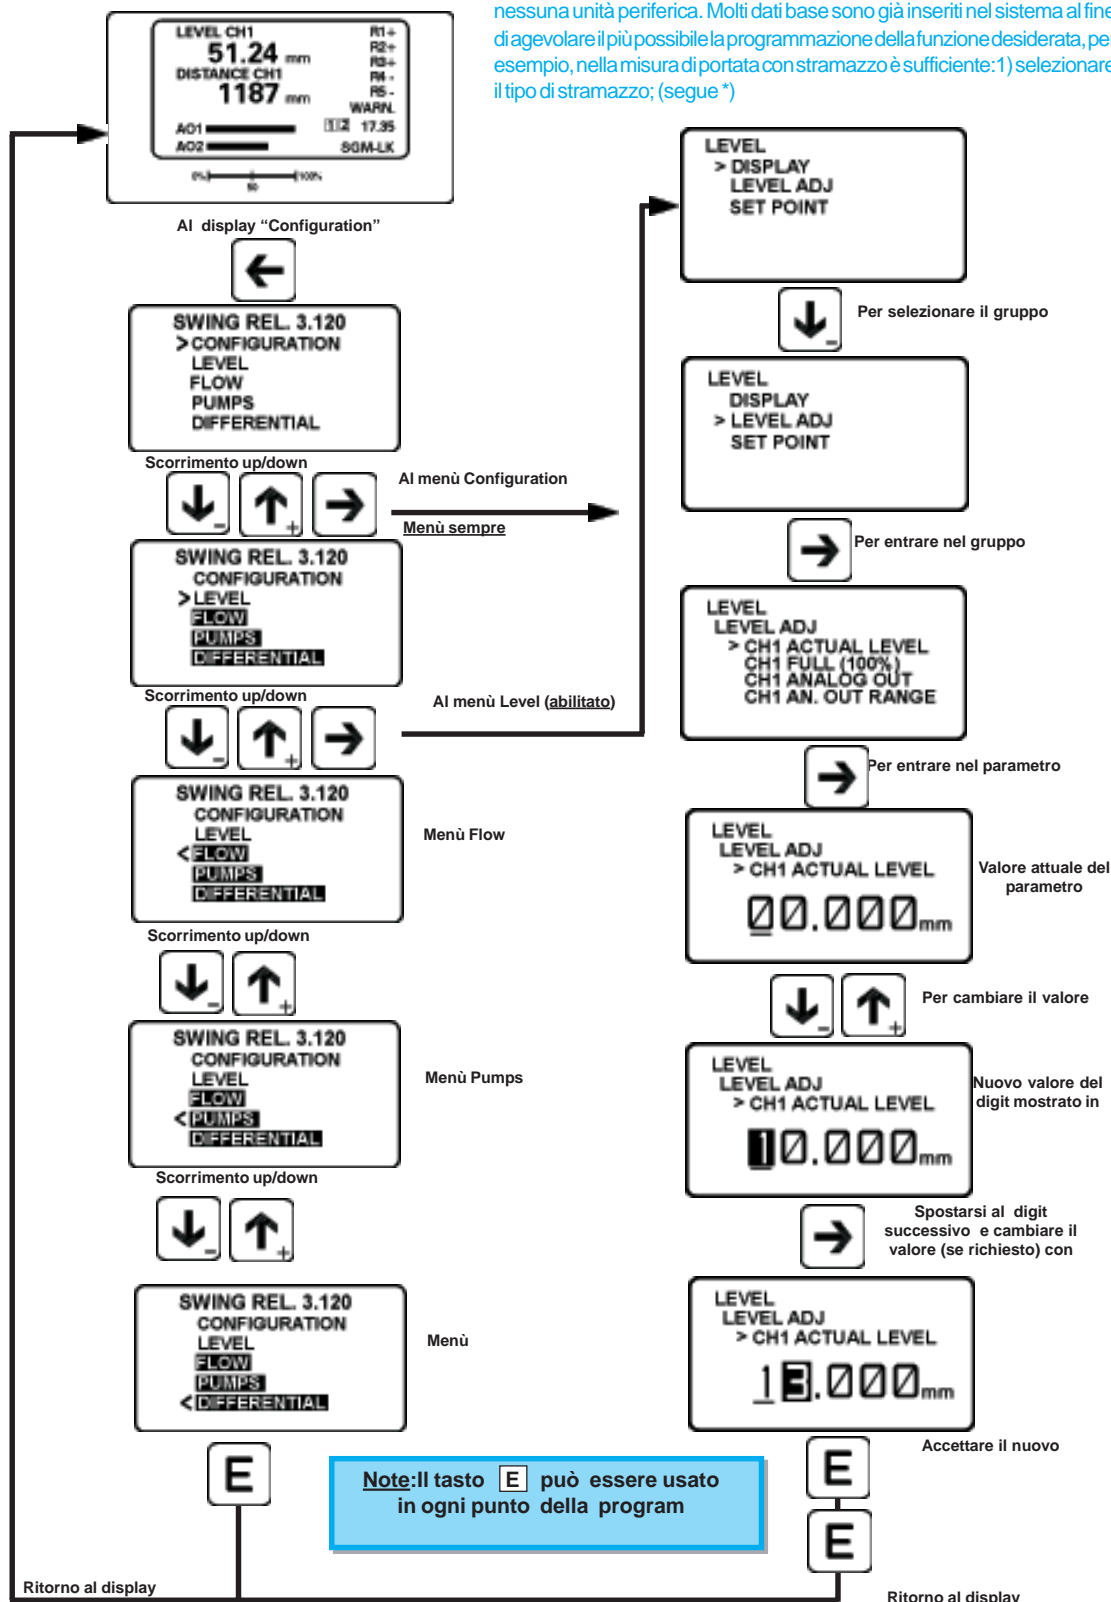 nessuna unità periferica. Molti dati base sono già inseriti nel sistema al fine
di agevolare il più possibile la programmazione della funzione desiderata, pe
esempio, nella misura di portata con stramazzo è sufficiente: 1) selezionare
il tipo di stramazzo; (segue *)
LEVEL CH1
51.24 mm
DISTANCE CH1
1187 mm
R1+
R2+
R3+
R4 -
R5 -
WARN.
AO1
1 2 17.35
AO2
SGM-LK
0% 50 100%
Al display “Configuration”
SWING REL. 3.120
>CONFIGURATION
LEVEL
FLOW
PUMPS
DIFFERENTIAL
Scorrimento up/down
- +
Al menù Configuration
Menù sempre
SWING REL. 3.120
CONFIGURATION
>LEVEL
FLOW
PUMPS
DIFFERENTIAL
Scorrimento up/down
- +
Al menù Level (abilitato)
SWING REL. 3.120
CONFIGURATION
LEVEL
<FLOW
PUMPS
DIFFERENTIAL
Menù Flow
Scorrimento up/down
- +
SWING REL. 3.120
CONFIGURATION
LEVEL
FLOW
<PUMPS
DIFFERENTIAL
Menù Pumps
Scorrimento up/down
- +
SWING REL. 3.120
CONFIGURATION
LEVEL
FLOW
PUMPS
<DIFFERENTIAL
Menù
E
Ritorno al display
LEVEL
> DISPLAY
LEVEL ADJ
SET POINT
-
Per selezionare il gruppo
LEVEL
DISPLAY
> LEVEL ADJ
SET POINT
Per entrare nel gruppo
LEVEL
LEVEL ADJ
> CH1 ACTUAL LEVEL
CH1 FULL (100%)
CH1 ANALOG OUT
CH1 AN. OUT RANGE
Per entrare nel parametro
LEVEL
LEVEL ADJ
> CH1 ACTUAL LEVEL
00.000mm
Valore attuale del
parametro
- +
Per cambiare il valore
LEVEL
LEVEL ADJ
> CH1 ACTUAL LEVEL
10.000mm
Nuovo valore del
digit mostrato in
Spostarsi al digit
successivo e cambiare il
valore (se richiesto) con
LEVEL
LEVEL ADJ
> CH1 ACTUAL LEVEL
13.000mm
Accettare il nuovo
E
E
Ritorno al display
Note:Il tasto E può essere usato
in ogni punto della program